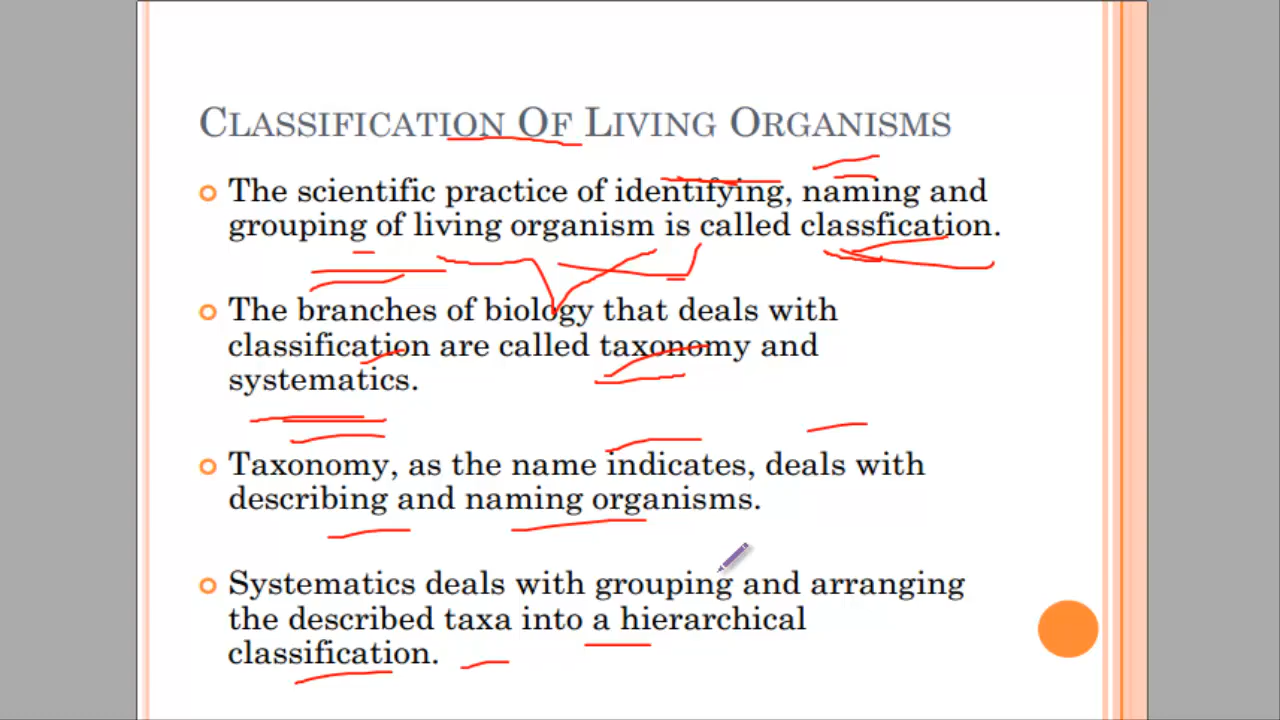 CLASSIFICATION OF LIVING ORGANISMS
The scientific practice of identifying, naming and
grouping of living organism is called classfication.
The branches of biology that deals with
classification are called taxonomy and
systematics.
Taxonomy, as the name indicates, deals with
describing and naming organisms.
Systematics deals with grouping and arranging
the described taxa into a hierarchical
classification.